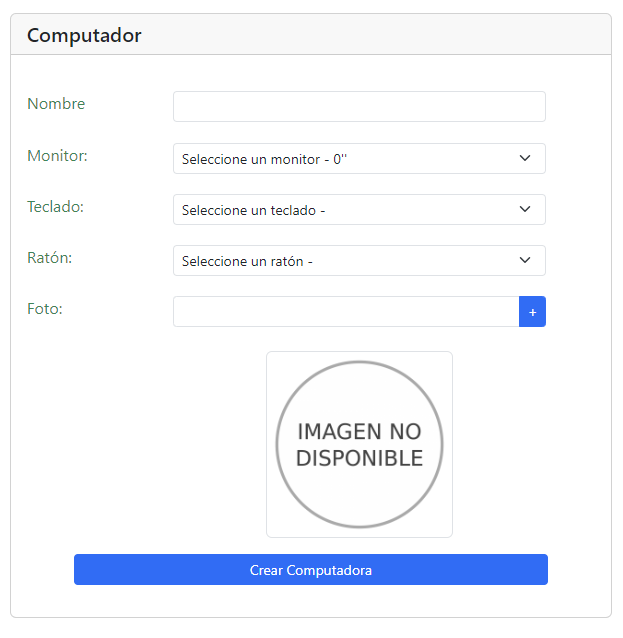 Computador
Nombre
Monitor:
Seleccione un monitor - 0''
Teclado:
Seleccione un teclado -
Ratón:
Seleccione un ratón -
Foto:
+
IMAGEN NO
DISPONIBLE
Crear Computadora